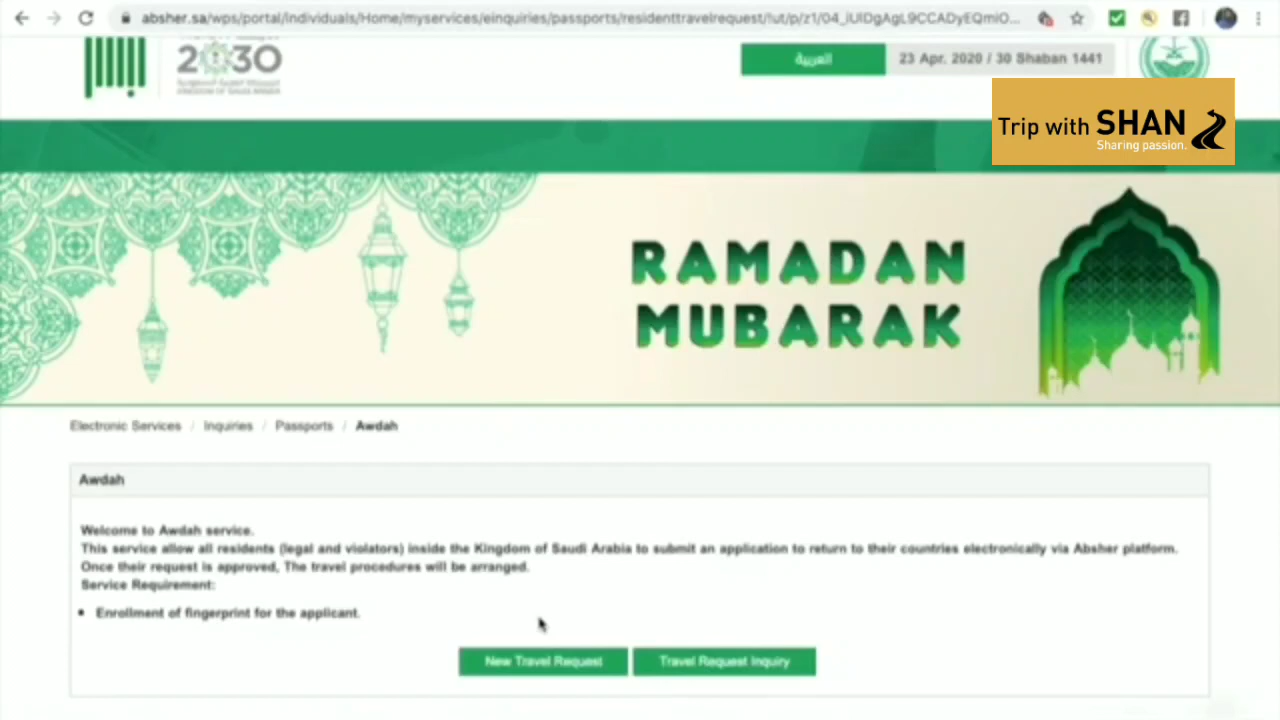 absher.sa/wps/portal/individuals/Home/myservices/einquiries/passports/residenttravelrequest/!ut/p/z1/04_iUlDgAgL9CCADyEQmiO...
2030
KINGDOM OF SAUDI ARABIA
العربية
23 Apr. 2020 / 30 Shaban 1441
Trip with SHAN
Sharing passion.
RAMADAN
MUBARAK
Electronic Services / Inquiries / Passports / Awdah
Awdah
Welcome to Awdah service.
This service allow all residents (legal and violators) inside the Kingdom of Saudi Arabia to submit an application to return to their countries electronically via Absher platform.
Once their request is approved, The travel procedures will be arranged.
Service Requirement:
Enrollment of fingerprint for the applicant.
New Travel Request
Travel Request Inquiry